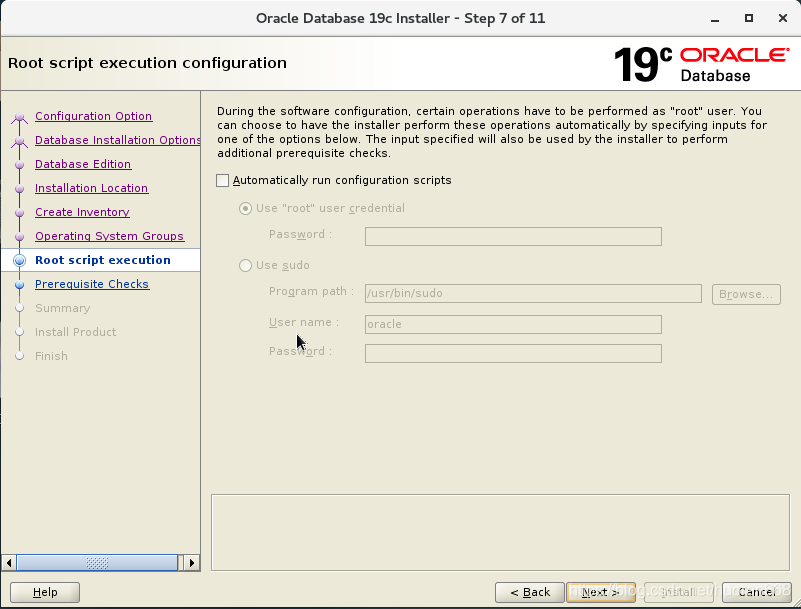 Oracle Database 19c Installer - Step 7 of 11
Root script execution configuration
19c ORACLE
Database
Configuration Option
Database Installation Options
Database Edition
Installation Location
Create Inventory
Operating System Groups
Root script execution
Prerequisite Checks
Summary
Install Product
Finish
During the software configuration, certain operations have to be performed as "root" user. You
can choose to have the installer perform these operations automatically by specifying inputs for
one of the options below. The input specified will also be used by the installer to perform
additional prerequisite checks.
Automatically run configuration scripts
Use "root" user credential
Password :
Use sudo
Program path : /usr/bin/sudo Browse...
User name : oracle
Password :
Help < Back Next > Install Cancel